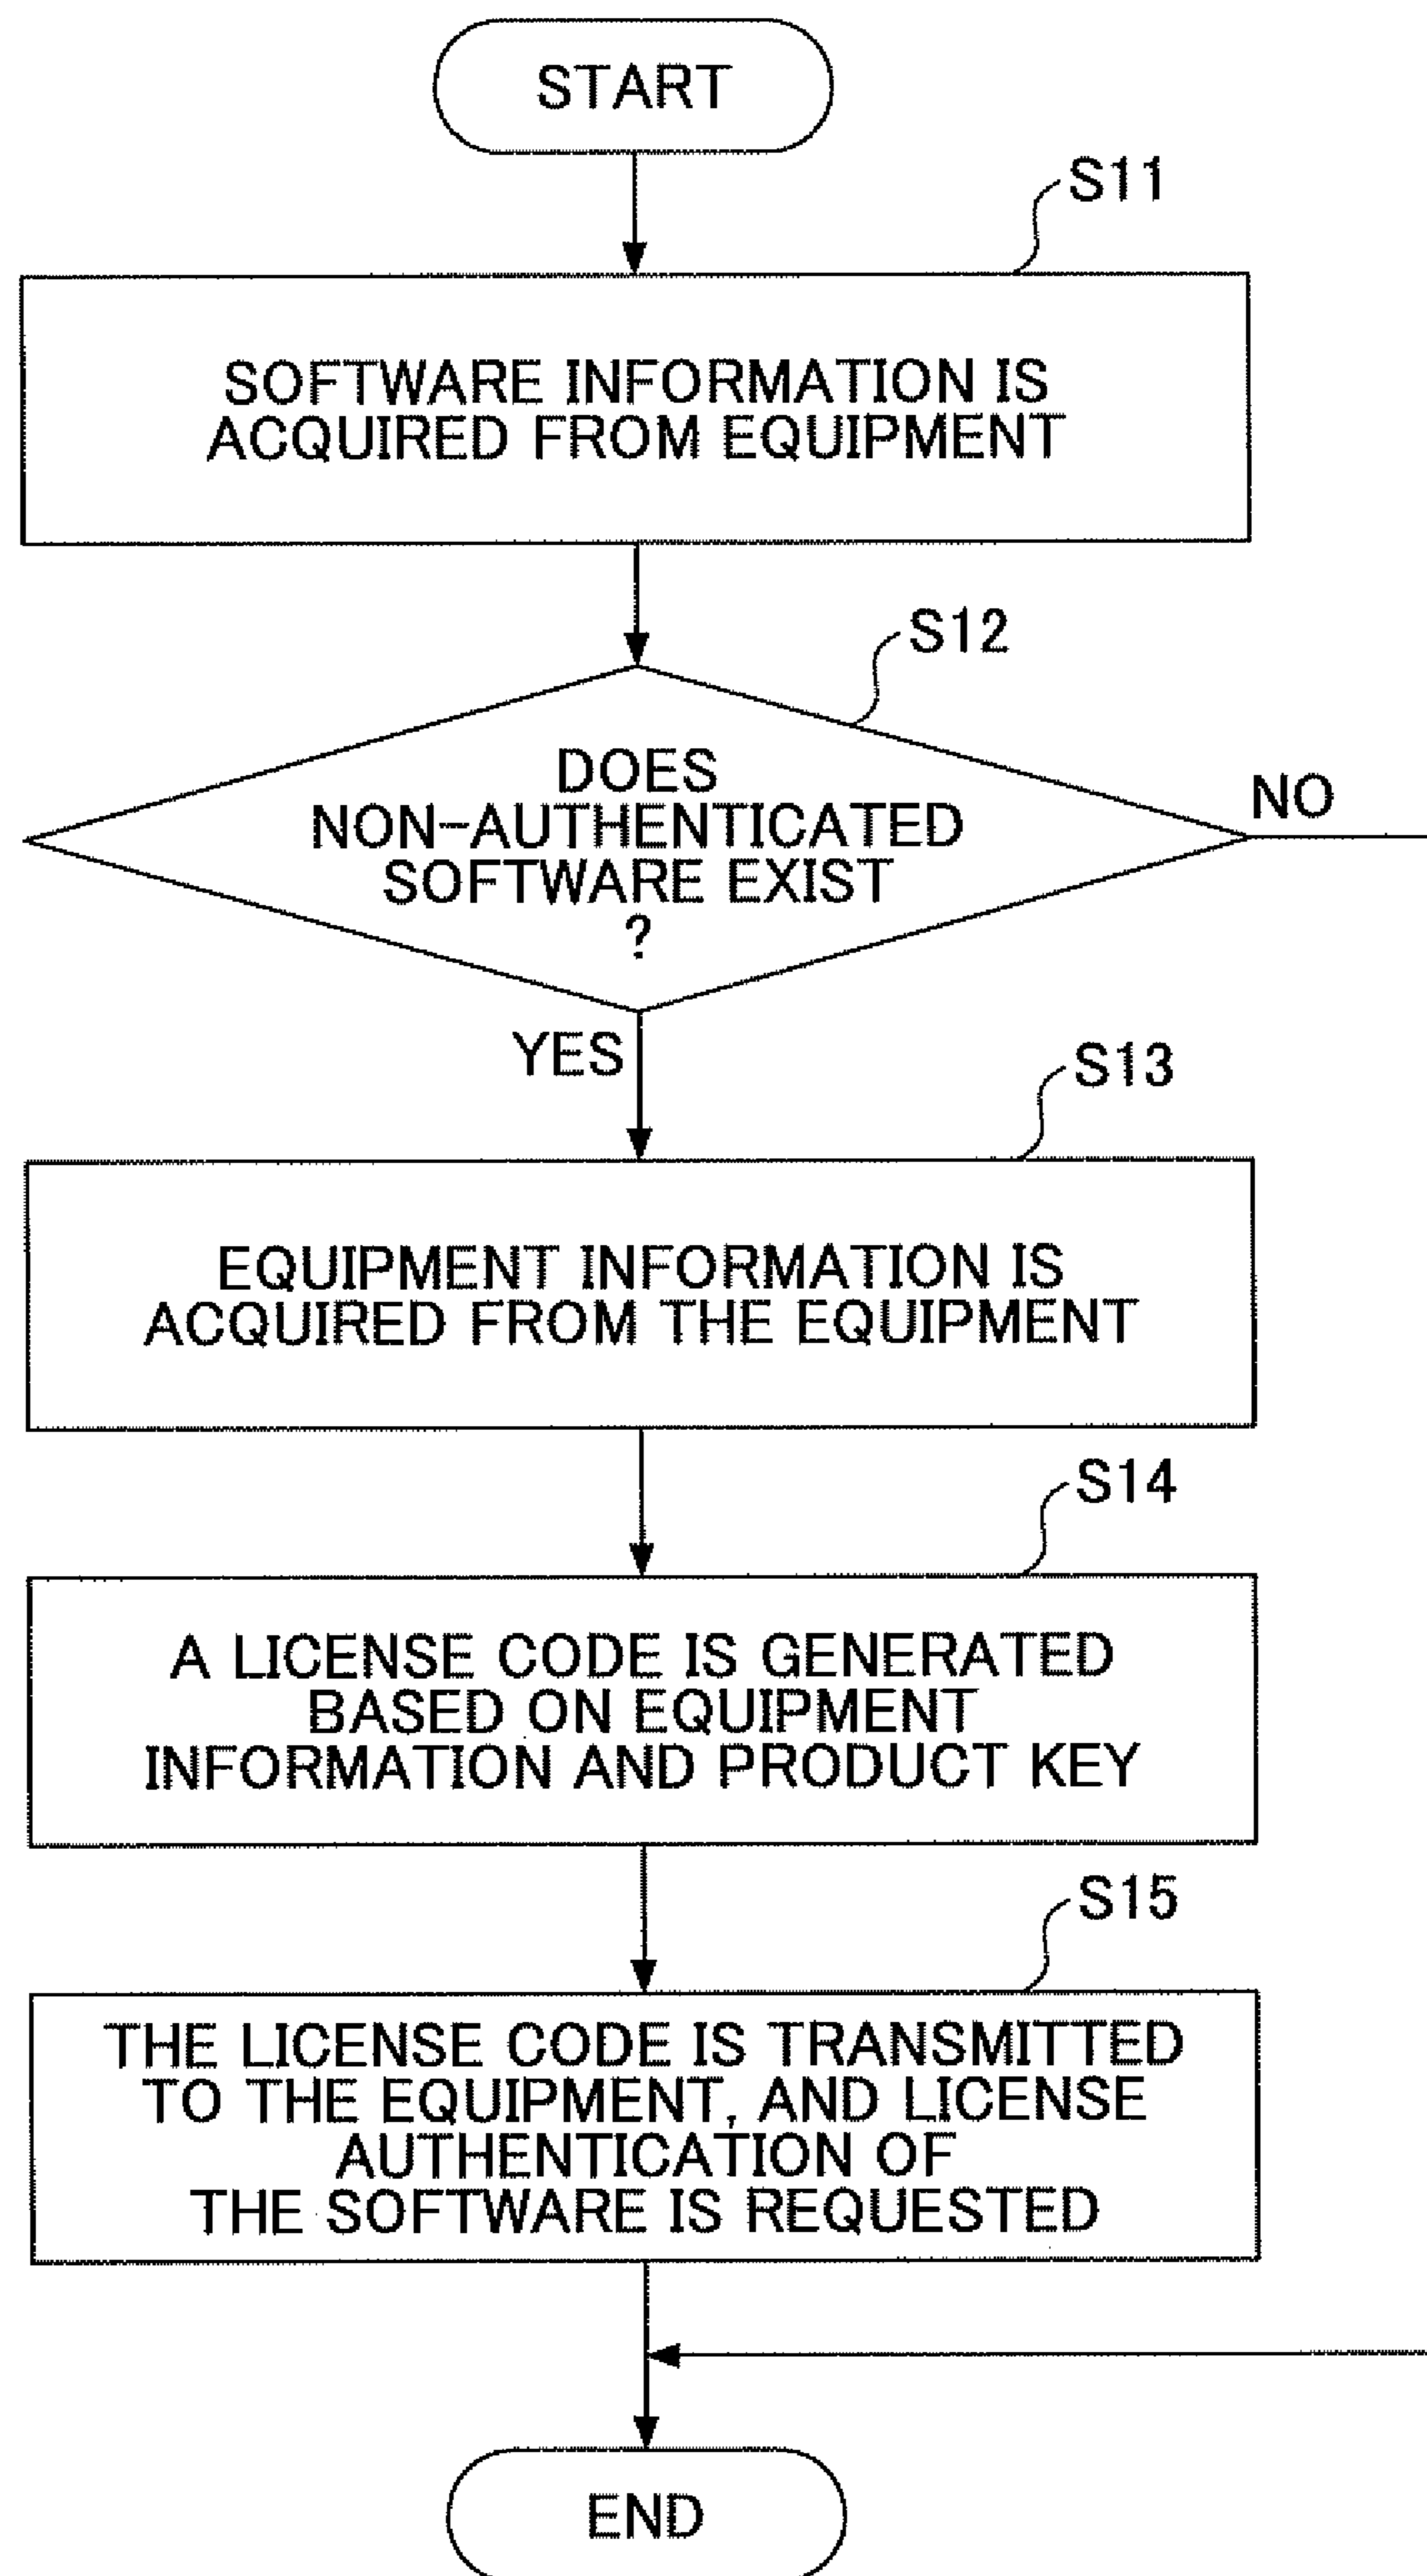 START
S11
SOFTWARE INFORMATION IS
ACQUIRED FROM EQUIPMENT
S12
DOES
NON-AUTHENTICATED
SOFTWARE EXIST
?
NO
YES
S13
EQUIPMENT INFORMATION IS
ACQUIRED FROM THE EQUIPMENT
S14
A LICENSE CODE IS GENERATED
BASED ON EQUIPMENT
INFORMATION AND PRODUCT KEY
S15
THE LICENSE CODE IS TRANSMITTED
TO THE EQUIPMENT, AND LICENSE
AUTHENTICATION OF
THE SOFTWARE IS REQUESTED
END